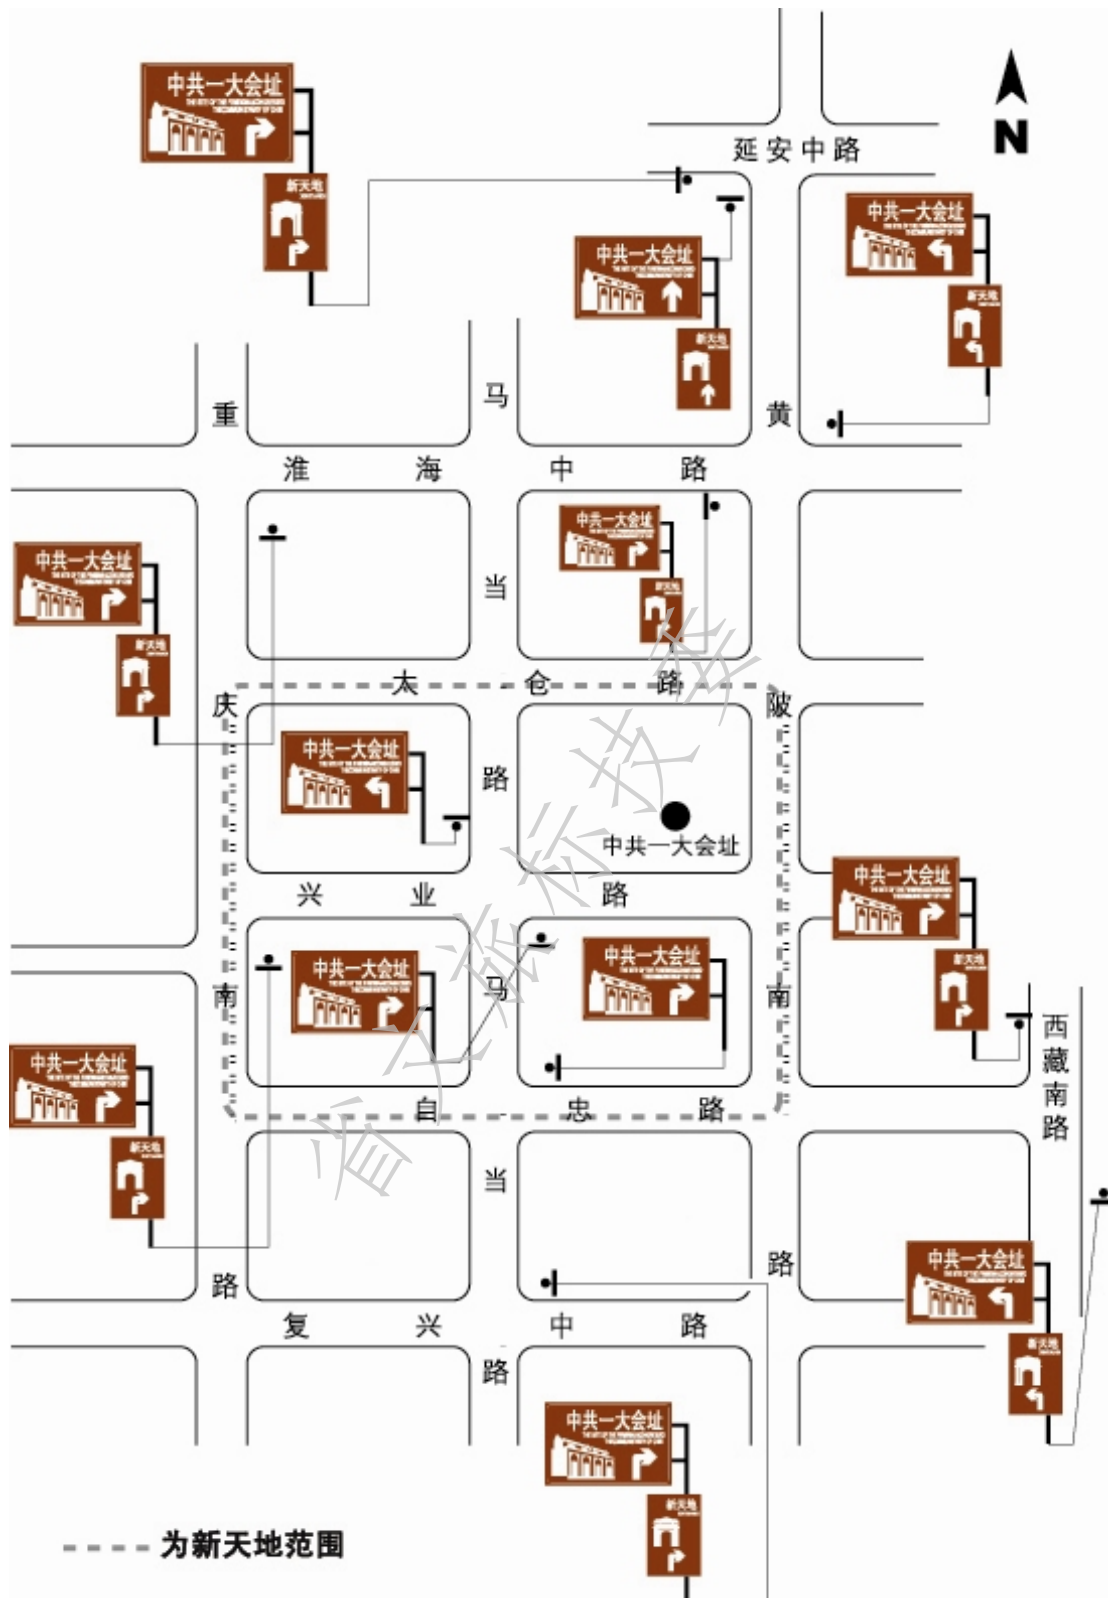 中共一大会址
新天地
N
延安中路
中共一大会址
新天地
中共一大会址
新天地
重庆南路
马当路
黄陂南路
淮海中路
中共一大会址
新天地
中共一大会址
新天地
太仓路
中共一大会址
中共一大会址
兴业路
中共一大会址
新天地
中共一大会址
中共一大会址
马当路
西藏南路
中共一大会址
新天地
自忠路
复兴中路
中共一大会址
新天地
中共一大会址
新天地
为新天地范围
省文旅标技委